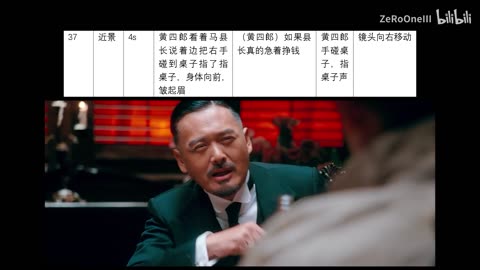 ZeRoOneIII bilibili
37 近景 4s 黄四郎看着马县 （黄四郎）如果县 黄四郎 镜头向右移动
长说着边把右手 长真的急着挣钱 手碰桌
碰到桌子指了指 子，指
桌子，身体向前， 桌子声
皱起眉